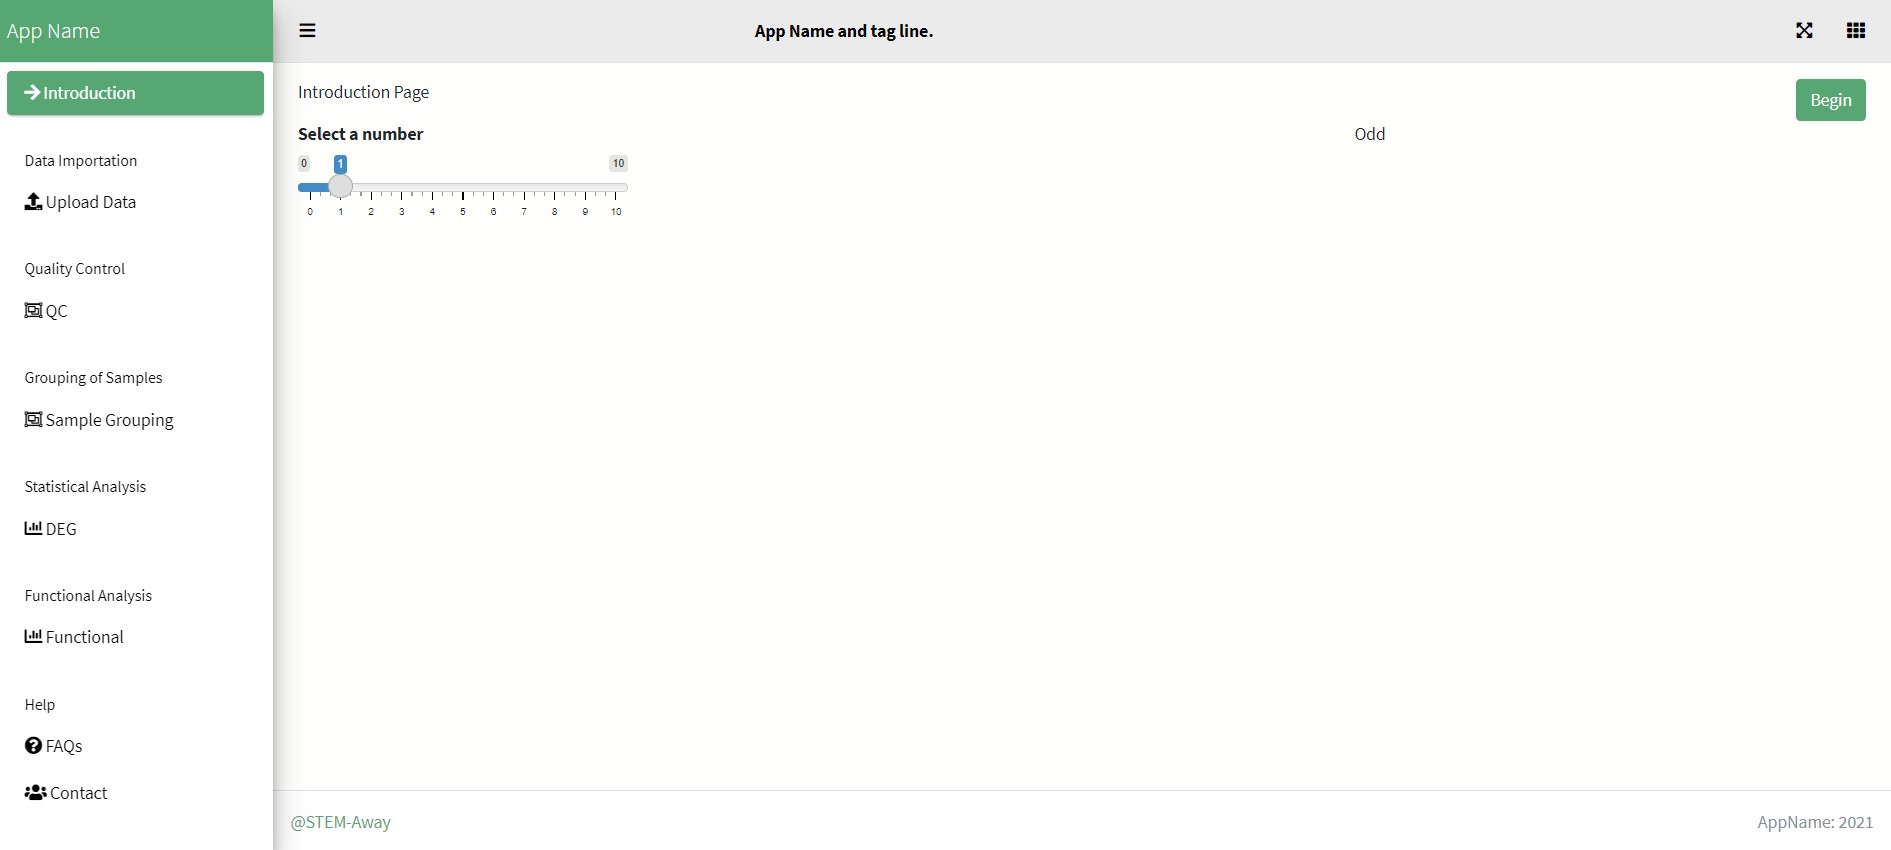 App Name
App Name and tag line.
Introduction
Data Importation
Upload Data
Quality Control
QC
Grouping of Samples
Sample Grouping
Statistical Analysis
DEG
Functional Analysis
Functional
Help
FAQs
Contact
Introduction Page
Begin
Select a number
Odd
0 1 10
0 1 2 3 4 5 6 7 8 9 10
@STEM-Away
AppName: 2021